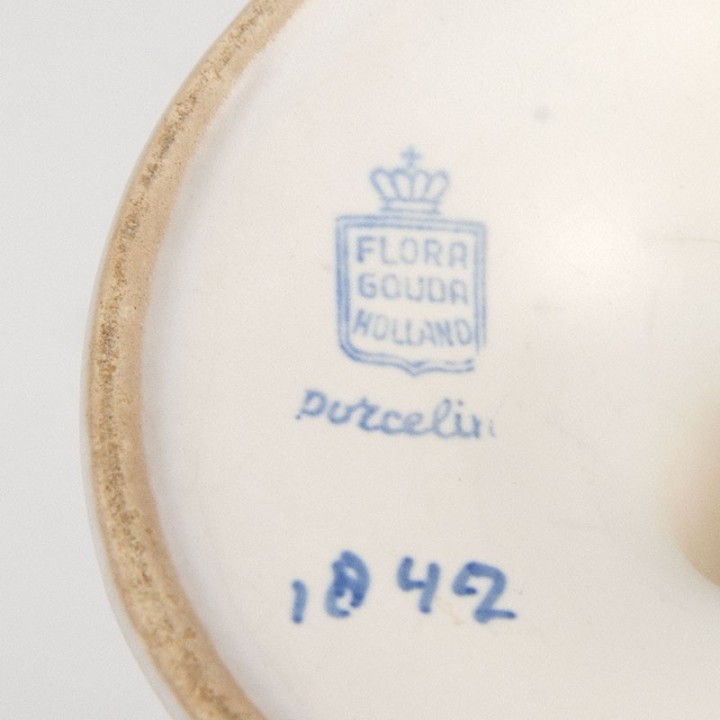 FLORA
GOUDA
HOLLAND
porcelin
1842